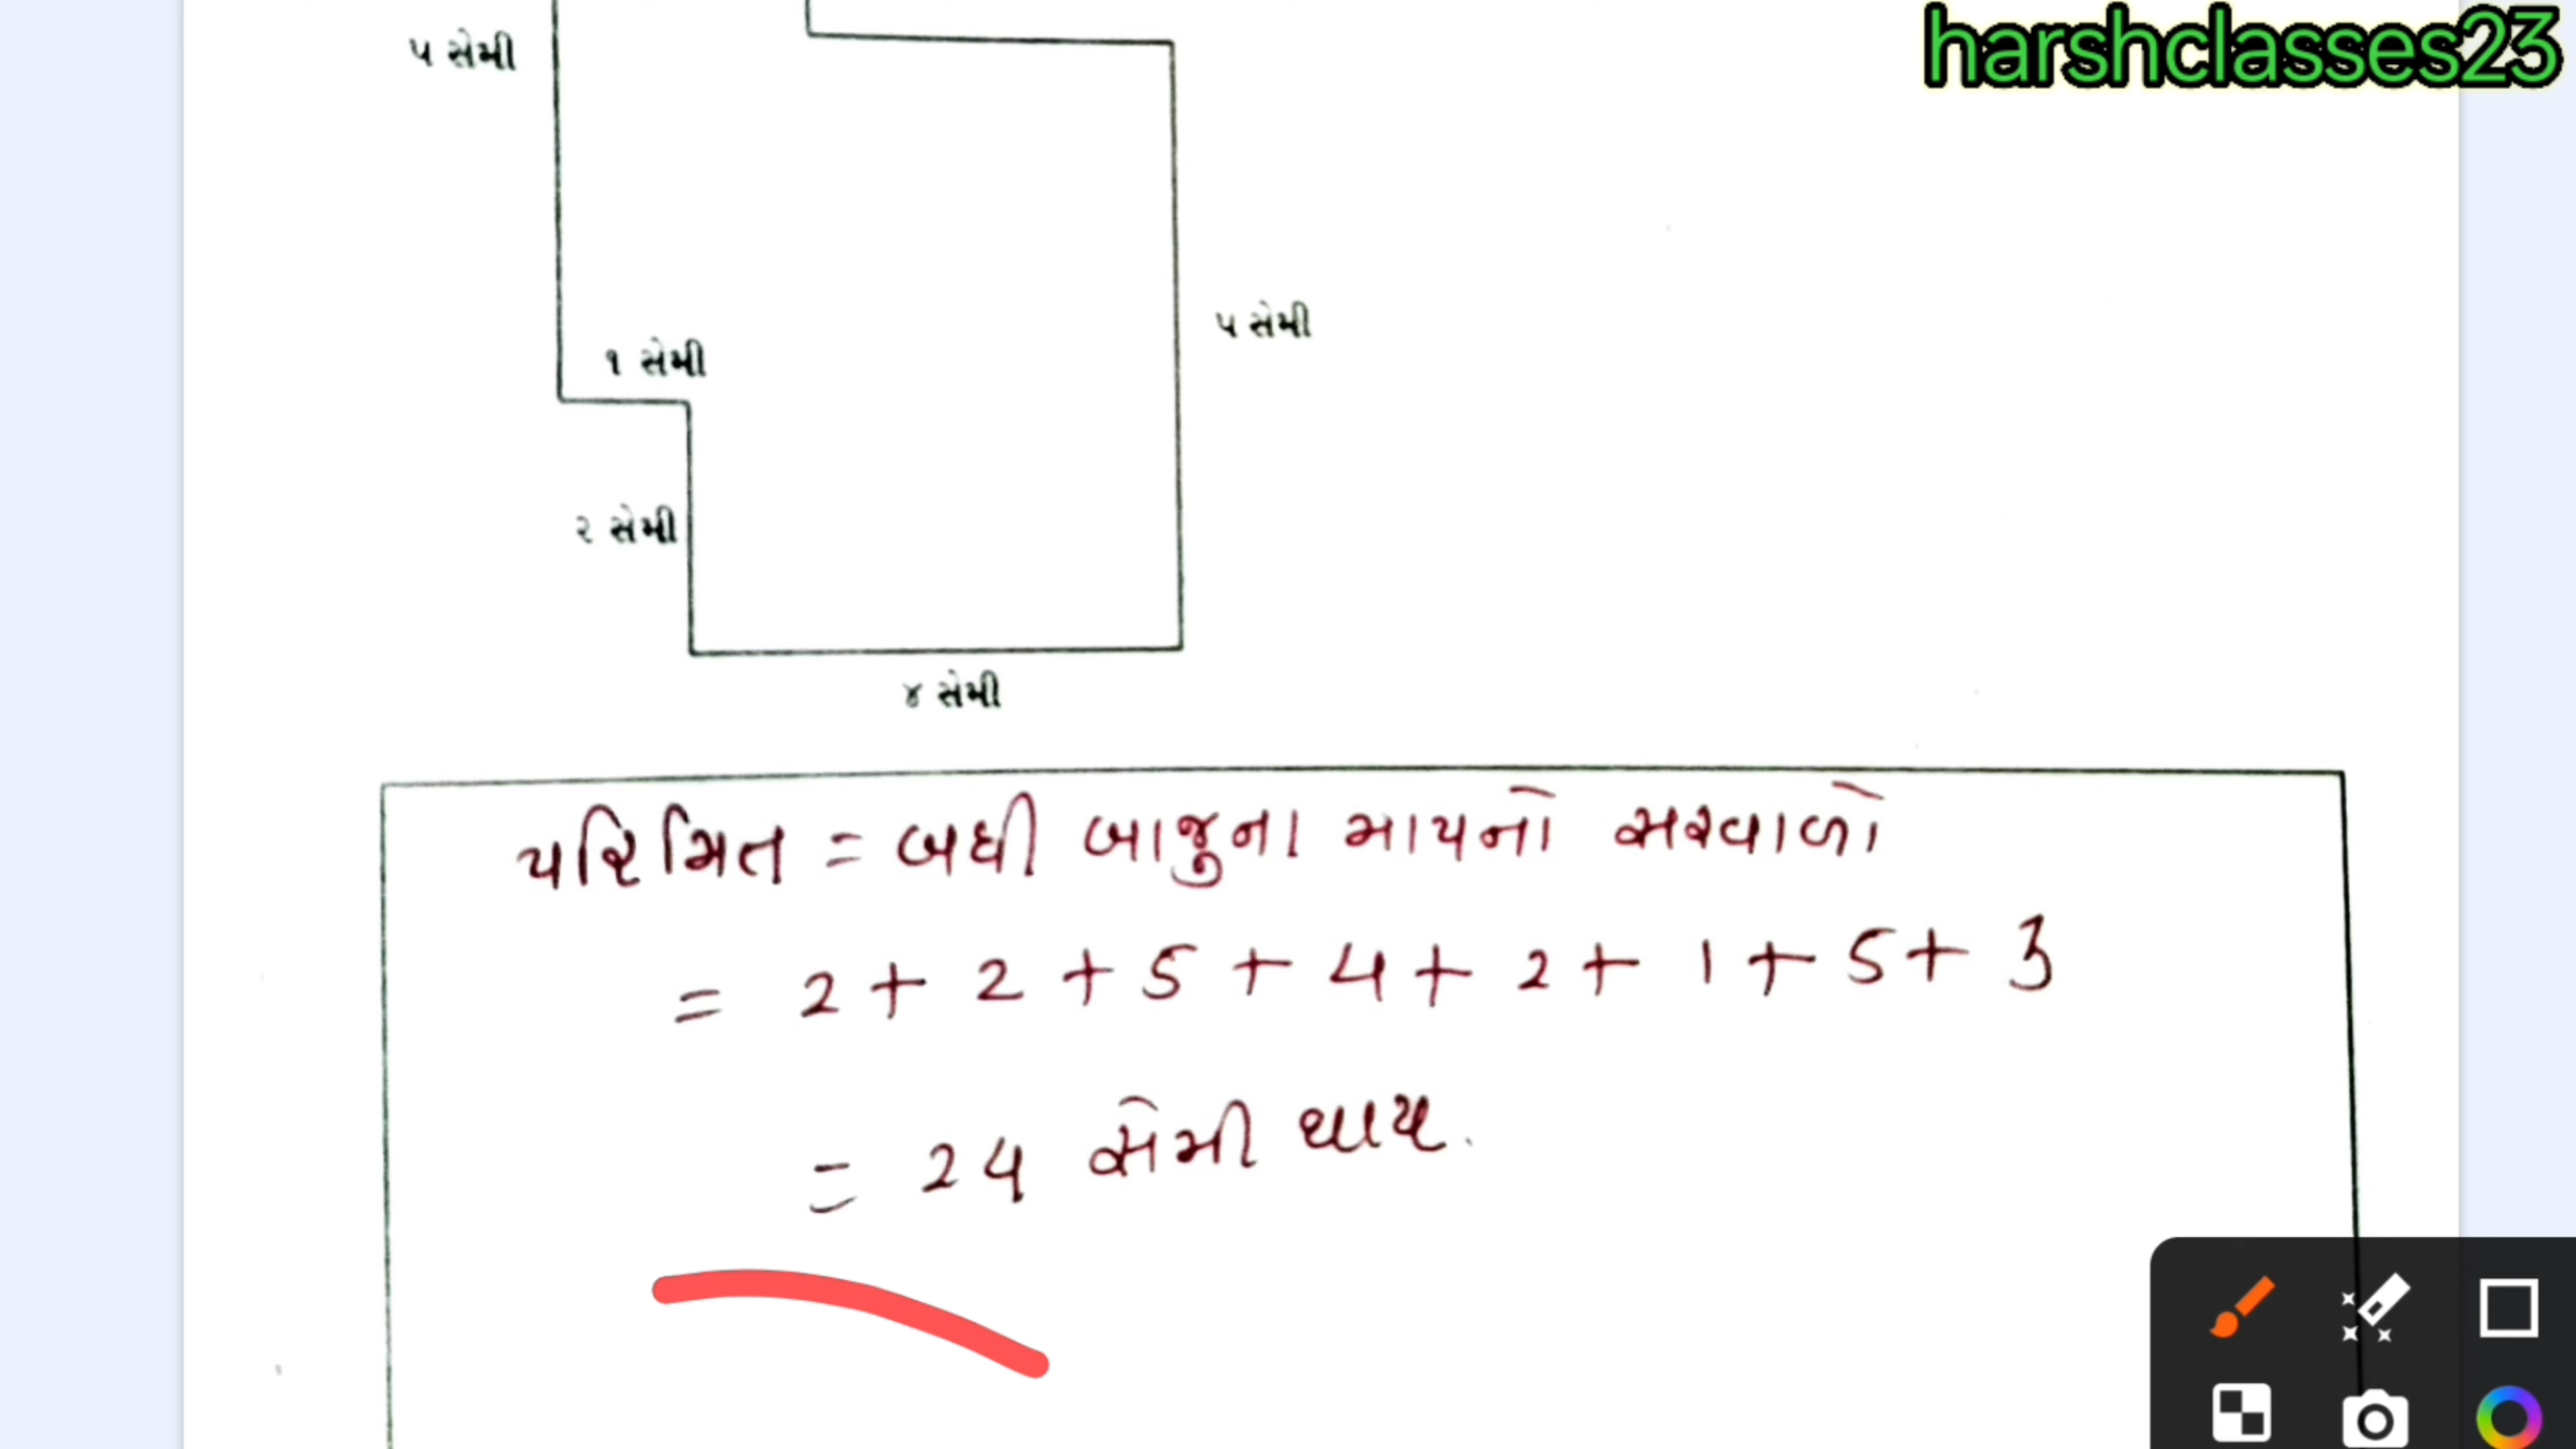 harshclasses23
૫ સેમી
૫ સેમી
૧ સેમી
૨ સેમી
૪ સેમી
પરિમિત = બધી બાજુના માપનો સરવાળો
= 2 + 2 + 5 + 4 + 2 + 1 + 5 + 3
= 24 સેમી થાય.